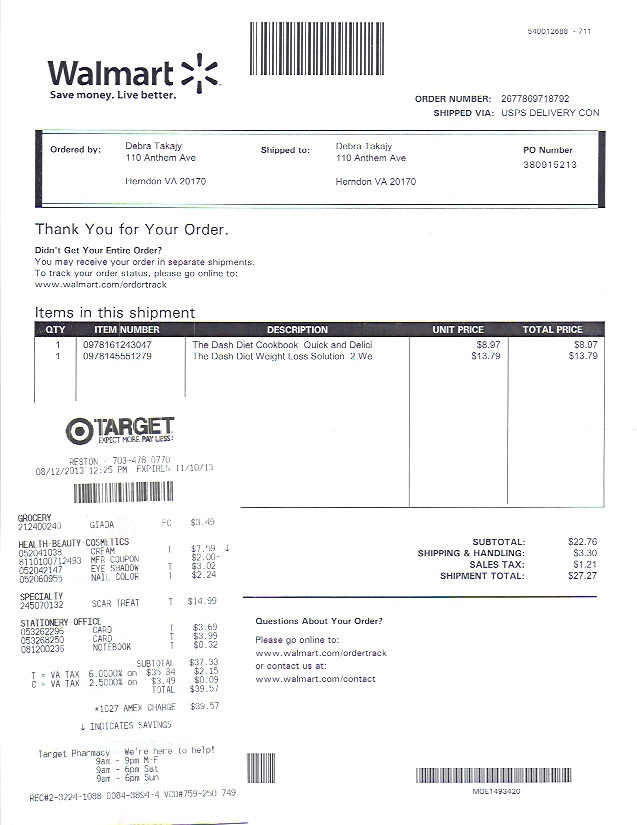 540012688 - 711
Walmart
Save money. Live better.
ORDER NUMBER: 2677869718792
SHIPPED VIA: USPS DELIVERY CON
Ordered by: Debra Takajy Shipped to: Debra Takajy PO Number
110 Anthem Ave 110 Anthem Ave 380915213
Herndon VA 20170 Herndon VA 20170
Thank You for Your Order.
Didn't Get Your Entire Order?
You may receive your order in separate shipments.
To track your order status, please go online to:
www.walmart.com/ordertrack
Items in this shipment
QTY ITEM NUMBER DESCRIPTION UNIT PRICE TOTAL PRICE
1 0978161243047 The Dash Diet Cookbook Quick and Delici $8.97 $8.97
1 0978145551279 The Dash Diet Weight Loss Solution 2 We $13.79 $13.79
SUBTOTAL: $22.76
SHIPPING & HANDLING: $3.30
SALES TAX: $1.21
SHIPMENT TOTAL: $27.27
Questions About Your Order?
Please go online to:
www.walmart.com/ordertrack
or contact us at:
www.walmart.com/contact
MOE1493420
TARGET
EXPECT MORE. PAY LESS.
RESTON - 703-478-0770
08/12/2013 12:25 PM EXPIRES 11/10/13
GROCERY
212400240 GIADA FC $3.49
HEALTH-BEAUTY-COSMETICS
052041038 CREAM T $7.59 ↓
8110100712493 MFR COUPON $2.00-
052042147 EYE SHADOW T $3.02
052060955 NAIL COLOR T $2.24
SPECIALTY
245070132 SCAR TREAT T $14.99
STATIONERY-OFFICE
053262296 CARD T $3.69
053268250 CARD T $3.99
081200236 NOTEBOOK T $0.32
SUBTOTAL $37.33
T = VA TAX 6.0000% on $35.84 $2.15
C = VA TAX 2.5000% on $3.49 $0.09
TOTAL $39.57
*1027 AMEX CHARGE $39.57
↓ INDICATES SAVINGS
Target Pharmacy We're here to help!
9am - 9pm M-F
9am - 6pm Sat
9am - 6pm Sun
REC#2-3224-1088 0084-3894-4 VCD#759-250 749